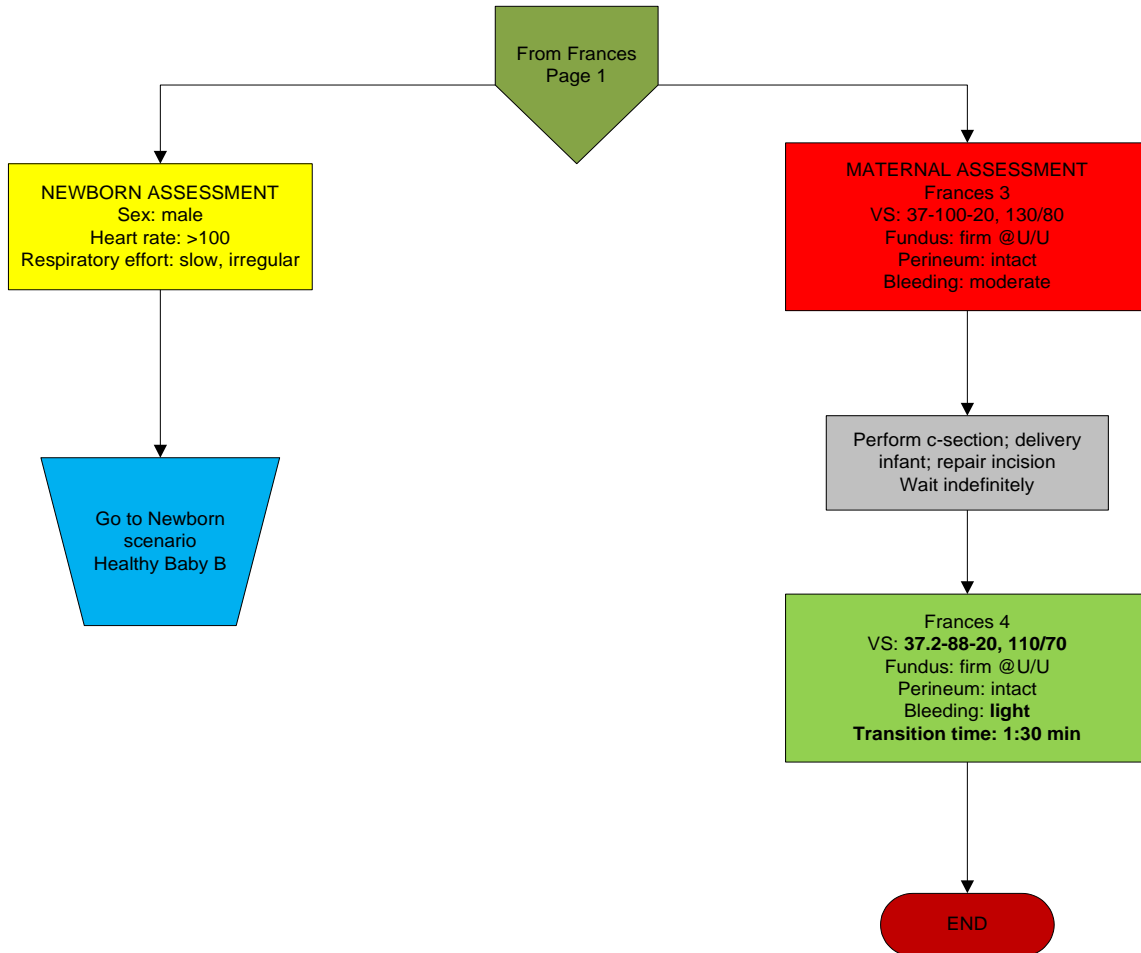 From Frances
Page 1
NEWBORN ASSESSMENT
Sex: male
Heart rate: >100
Respiratory effort: slow, irregular
MATERNAL ASSESSMENT
Frances 3
VS: 37-100-20, 130/80
Fundus: firm @U/U
Perineum: intact
Bleeding: moderate
Perform c-section; delivery
infant; repair incision
Wait indefinitely
Go to Newborn
scenario
Healthy Baby B
Frances 4
VS: 37.2-88-20, 110/70
Fundus: firm @U/U
Perineum: intact
Bleeding: light
Transition time: 1:30 min
END